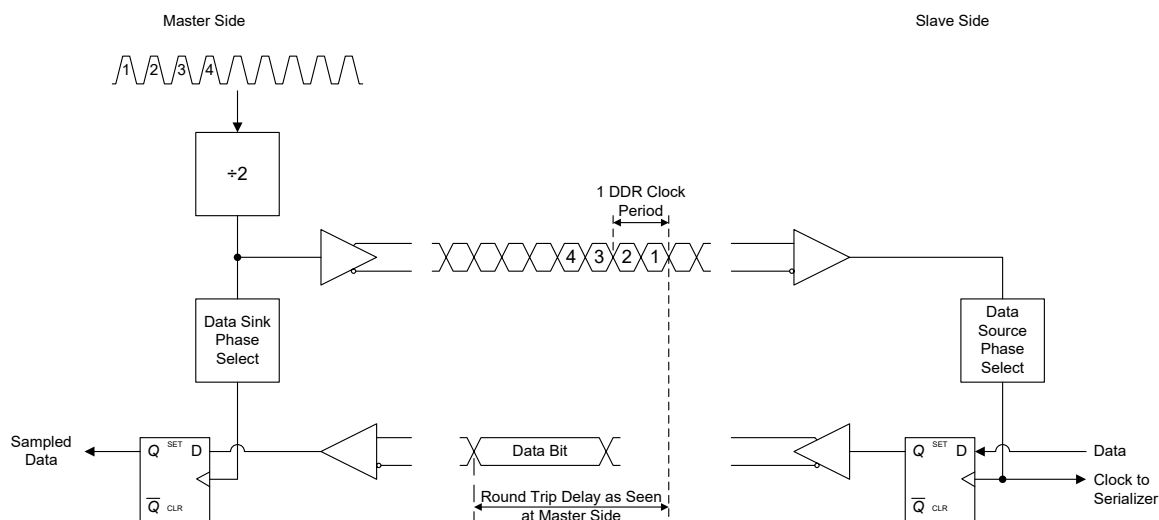 Master Side
Slave Side
1 2 3 4
÷2
1 DDR Clock
Period
4 3 2 1
Data Sink
Phase
Select
Data
Source
Phase
Select
Sampled
Data
Q SET D
Q CLR
Data Bit
Q SET D
Q CLR
Data
Clock to
Serializer
Round Trip Delay as Seen
at Master Side